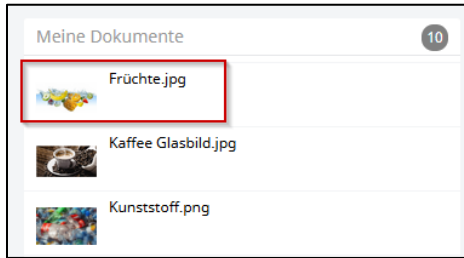 Meine Dokumente 10
Früchte.jpg
Kaffee Glasbild.jpg
Kunststoff.png